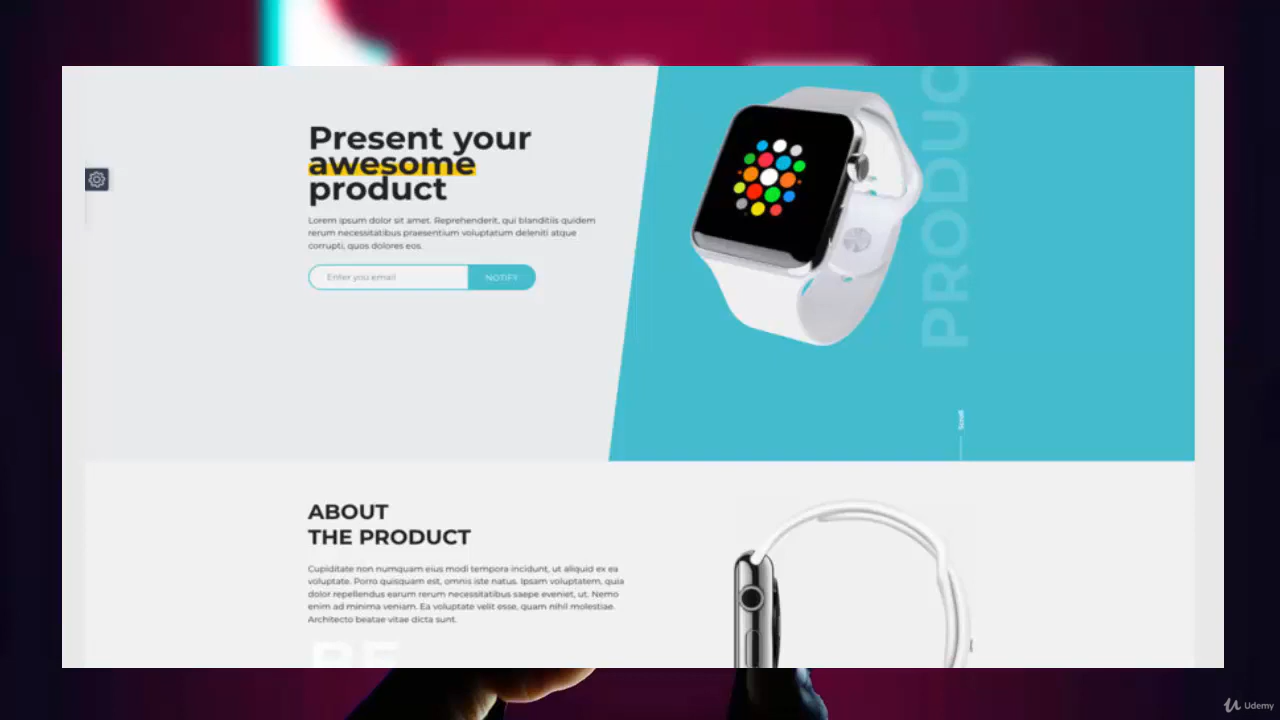 Present your
awesome
product
Lorem ipsum dolor sit amet. Reprehenderit, qui blanditiis quidem
rerum necessitatibus praesentium voluptatum deleniti atque
corrupti, quos dolores eos.
Enter you email
NOTIFY
PRODUC
Scroll
ABOUT
THE PRODUCT
Cupiditate non numquam eius modi tempora incidunt, ut aliquid ex ea
voluptate. Porro quisquam est, omnis iste natus. Ipsam voluptatem, quia
dolor repellendus earum rerum necessitatibus saepe eveniet, ut. Nemo
enim ad minima veniam. Ea voluptate velit esse, quam nihil molestiae.
Architecto beatae vitae dicta sunt.
BE
Udemy